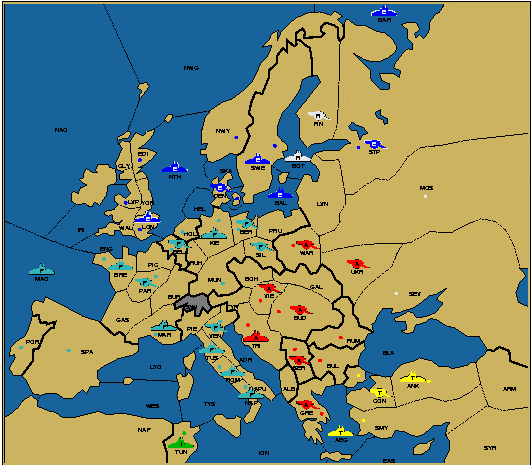 BAR
NWG
NAO
FIN
NWY
BOT
STP
EDI
CLY
SKA
SWE
NTH
DEN
MOS
LVP YOR
BAL
LVN
IRI
HEL
WAL LON
KIE
BER
PRU
HOL
ENG
BEL
SIL
WAR
RUH
PIC
UKR
MAO
BRE
MUN
BOH
GAL
PAR
VIE
BUR
SEV
GAS
BUD
MAR
PIE
VEN
TRI
RUM
POR
SPA
TUS
ADR
SER
BUL
BLA
LYO
ROM
APU
ALB
ANK
CON
ARM
WES
TYS
NAP
GRE
NAF
TUN
AEG
SMY
SYR
ION
EAS